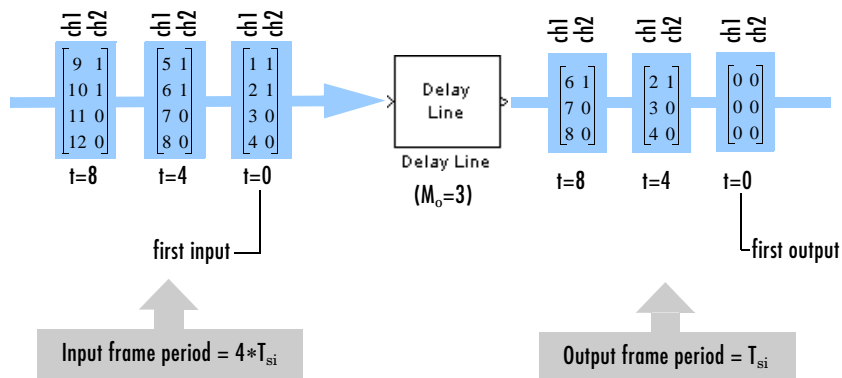 ch1 ch2 ch1 ch2 ch1 ch2 ch1 ch2 ch1 ch2 ch1 ch2
9 1
10 1
11 0
12 0
5 1
6 1
7 0
8 0
1 1
2 1
3 0
4 0
Delay
Line
6 1
7 0
8 0
2 1
3 0
4 0
0 0
0 0
0 0
t=8 t=4 t=0
Delay Line
(Mo=3)
t=8 t=4 t=0
first input
first output
Input frame period = 4*Tsi
Output frame period = Tsi